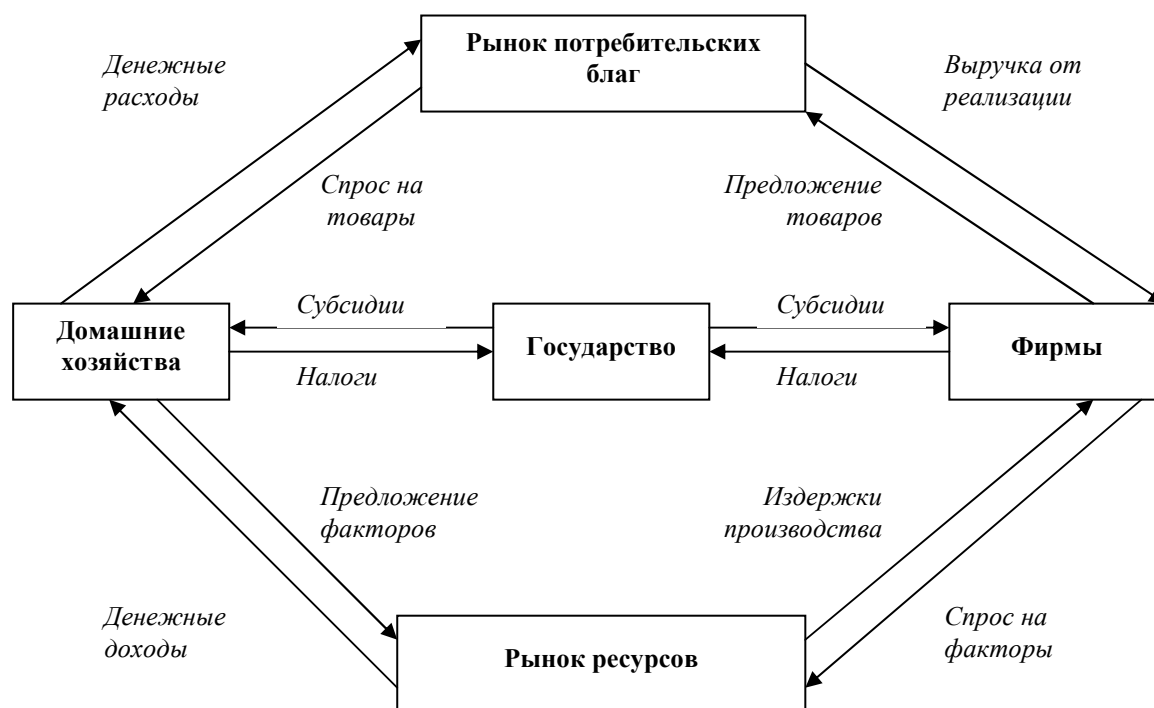 Рынок потребительских
благ
Денежные
расходы
Выручка от
реализации
Спрос на
товары
Предложение
товаров
Домашние
хозяйства
Субсидии
Налоги
Государство
Субсидии
Налоги
Фирмы
Предложение
факторов
Издержки
производства
Денежные
доходы
Спрос на
факторы
Рынок ресурсов